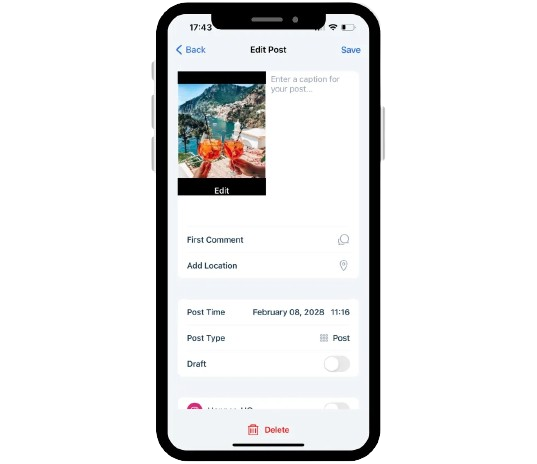 17:43
Back Edit Post Save
Enter a caption for
your post...
Edit
First Comment
Add Location
Post Time February 08, 2028 11:16
Post Type Post
Draft
Delete